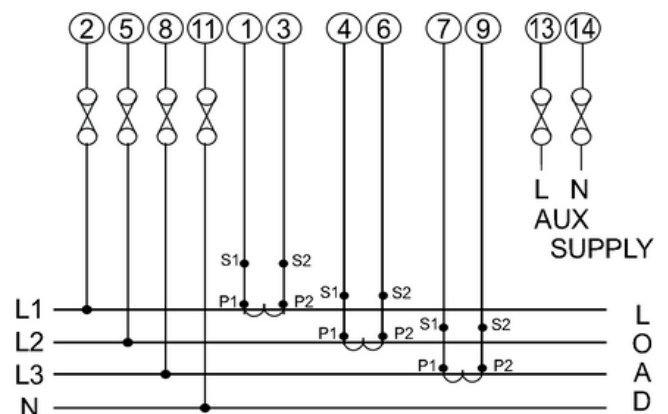 2 5 8 11 1 3 4 6 7 9 13 14
L N
AUX
SUPPLY
S1 S2
S1 S2
P1 P2
L1 L
S1 S2
P1 P2
L2 O
P1 P2
L3 A
N D